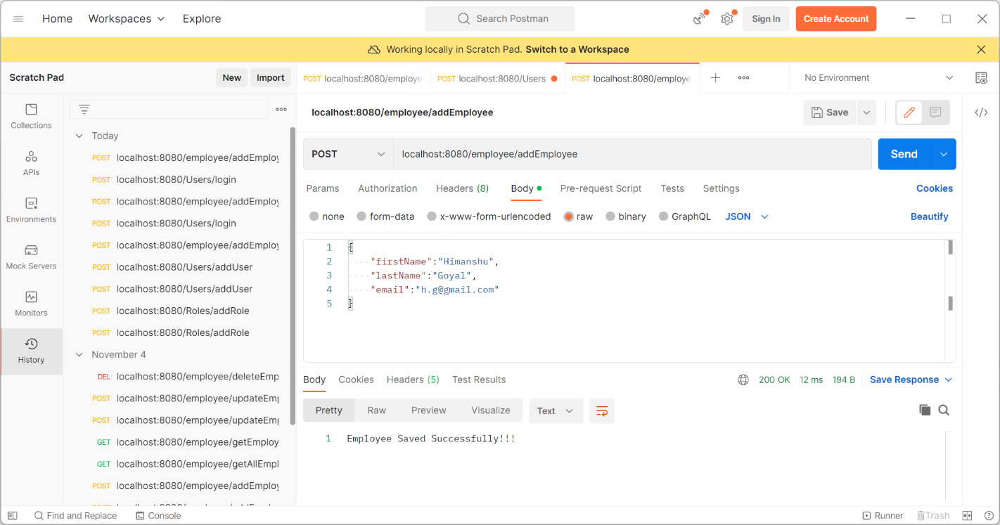 Home Workspaces Explore Search Postman Sign In Create Account
Working locally in Scratch Pad. Switch to a Workspace
Scratch Pad New Import
POST localhost:8080/employe POST localhost:8080/Users, POST localhost:8080/employe No Environment
Collections
APIs
Environments
Mock Servers
Monitors
History
Today
POST localhost:8080/employee/addEmploy
POST localhost:8080/Users/login
POST localhost:8080/employee/addEmploy
POST localhost:8080/Users/login
POST localhost:8080/employee/addEmploy
POST localhost:8080/Users/addUser
POST localhost:8080/Users/addUser
POST localhost:8080/Roles/addRole
POST localhost:8080/Roles/addRole
November 4
DEL localhost:8080/employee/deleteEmp
POST localhost:8080/employee/updateEmp
POST localhost:8080/employee/updateEmp
GET localhost:8080/employee/getEmploy
GET localhost:8080/employee/getAllEmpl
POST localhost:8080/employee/addEmploy
localhost:8080/employee/addEmployee Save
POST localhost:8080/employee/addEmployee Send
Params Authorization Headers (8) Body Pre-request Script Tests Settings Cookies
none form-data x-www-form-urlencoded raw binary GraphQL JSON Beautify
1 {
2 "firstName":"Himanshu",
3 "lastName":"Goyal",
4 "email":"h.g@gmail.com"
5 }
Body Cookies Headers (5) Test Results 200 OK 12 ms 194 B Save Response
Pretty Raw Preview Visualize Text
1 Employee Saved Successfully!!!
Find and Replace Console Runner Trash